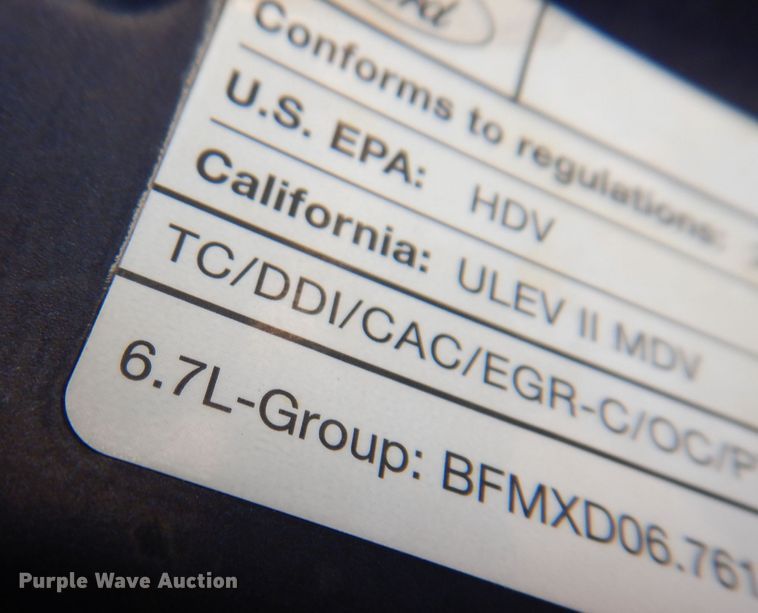 Ford
Conforms to regulations:
U.S. EPA: HDV
California: ULEV II MDV
TC/DDI/CAC/EGR-C/OC/P
6.7L-Group: BFMXD06.761
Purple Wave Auction